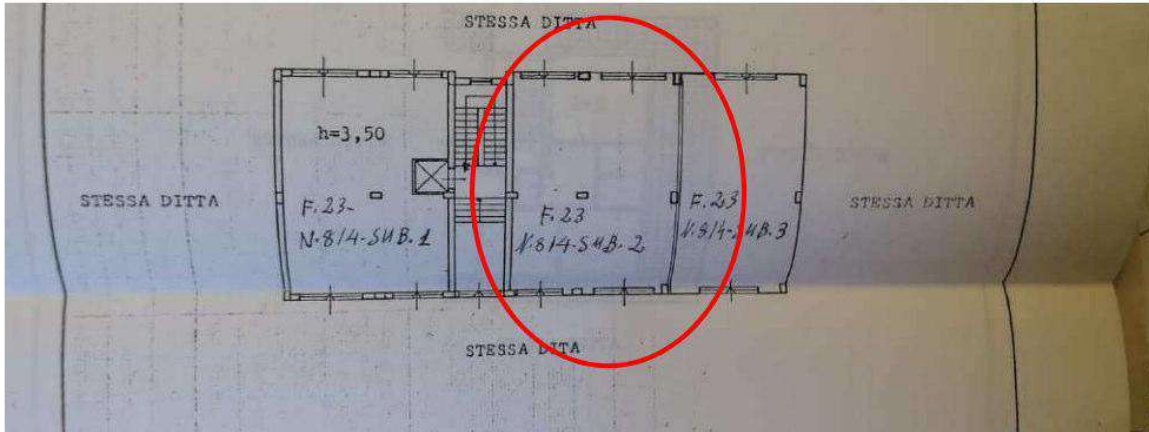 STESSA DITTA
h=3,50
STESSA DITTA
F. 23-
N. 814-SUB. 1
F. 23
N. 814-SUB. 2
F. 23
N. 814-SUB. 3
STESSA DITTA
STESSA DITA